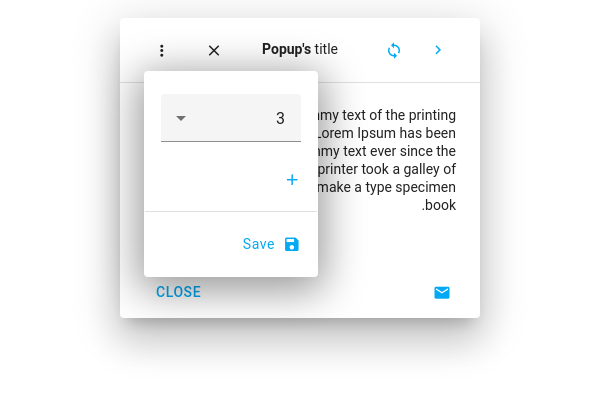 Popup's title
3
my text of the printing
Lorem Ipsum has been
my text ever since the
printer took a galley of
make a type specimen
.book
Save
CLOSE